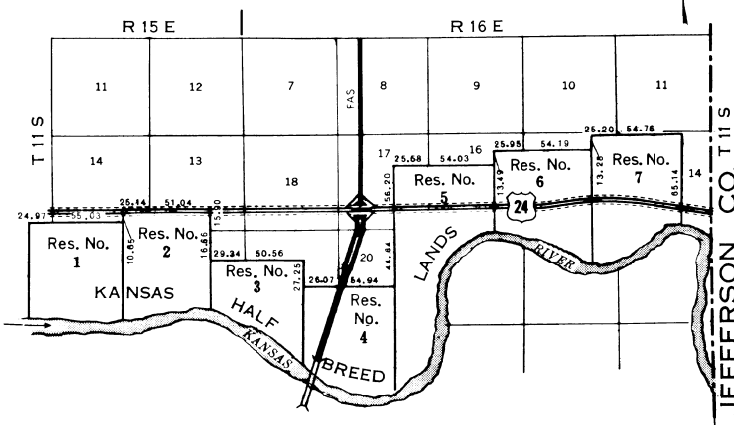 R 15 E
R 16 E
11
12
7
8
9
10
11
FAS
T 11 S
T 11 S
14
13
18
17
16
14
25.68
54.03
25.95
54.19
25.20
54.76
Res. No.
5
Res. No.
6
Res. No.
7
13.49
13.28
65.14
56.20
24.97
55.03
25.14
51.04
15.90
24
Res. No.
1
Res. No.
2
10.65
16.66
29.34
50.56
Res. No.
3
27.25
20
44.84
26.07
54.94
Res.
No.
4
KANSAS
HALF
BREED
LANDS
KANSAS
RIVER
JEFFERSON CO.